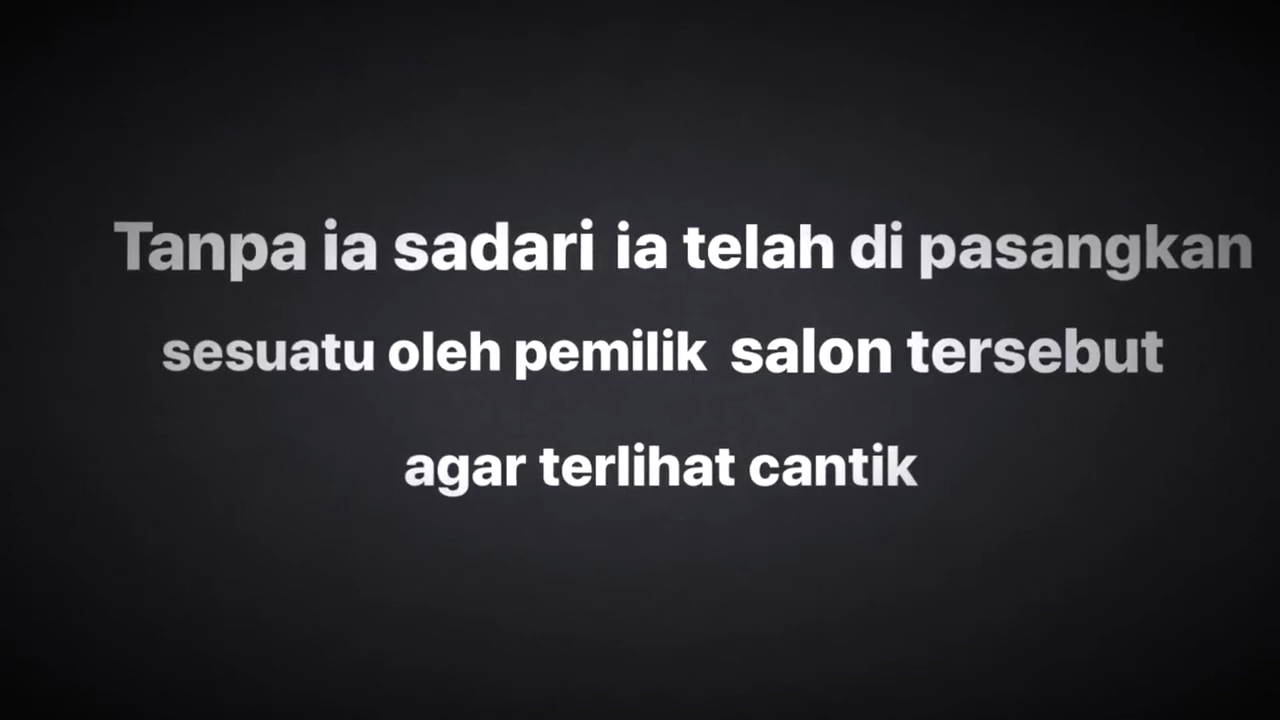 Tanpa ia sadari ia telah di pasangkan
sesuatu oleh pemilik salon tersebut
agar terlihat cantik